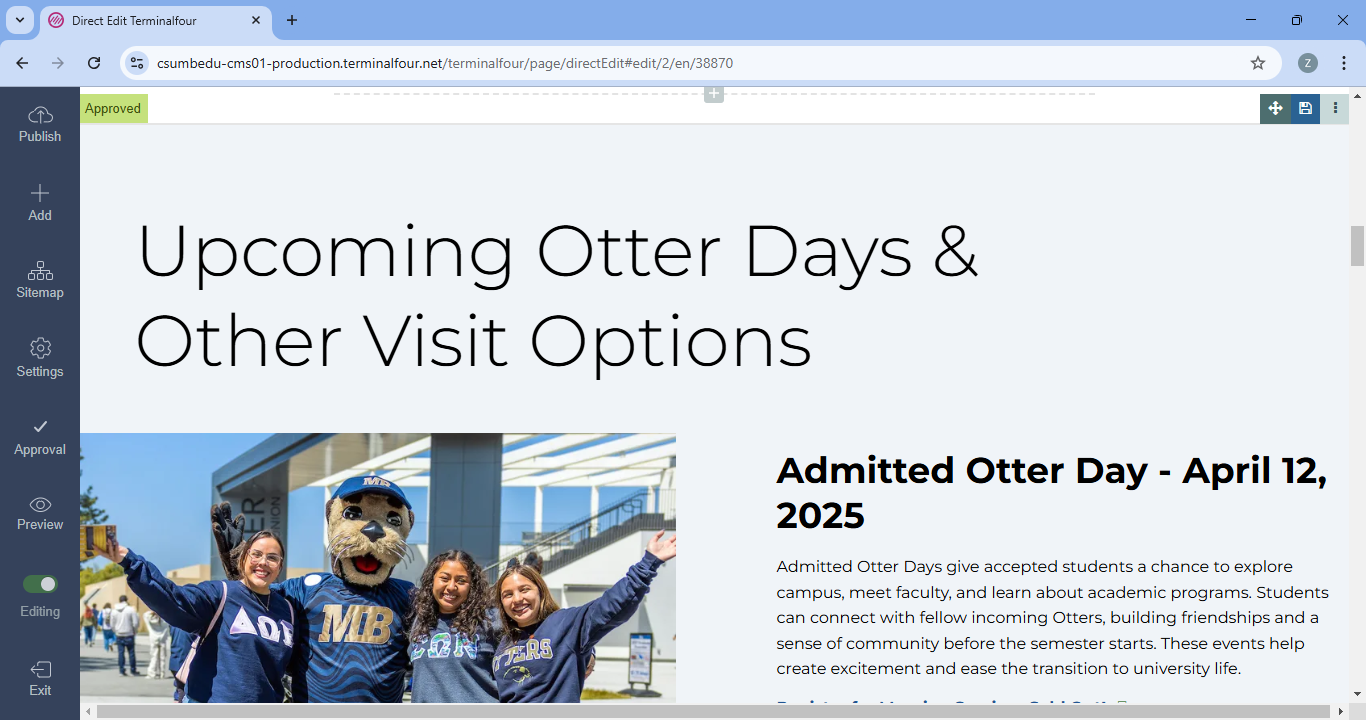 Direct Edit Terminalfour
csumbedu-cms01-production.terminalfour.net/terminalfour/page/directEdit#edit/2/en/38870
Z
Publish
Add
Sitemap
Settings
Approval
Preview
Editing
Exit
Approved
Upcoming Otter Days &
Other Visit Options
MB
MB
ΔΟΠ
OTTERS
Admitted Otter Day - April 12,
2025
Admitted Otter Days give accepted students a chance to explore
campus, meet faculty, and learn about academic programs. Students
can connect with fellow incoming Otters, building friendships and a
sense of community before the semester starts. These events help
create excitement and ease the transition to university life.